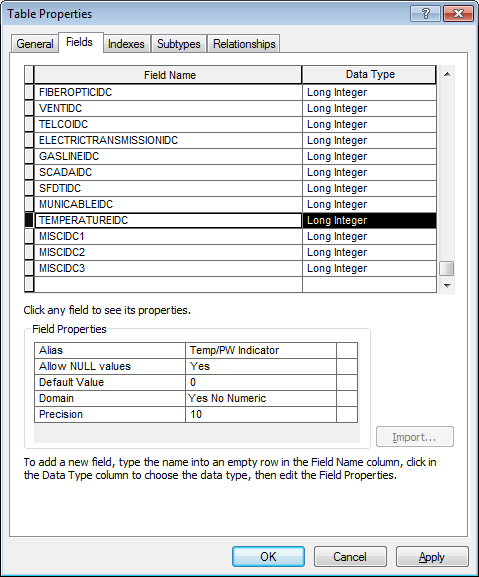 Table Properties
General Fields Indexes Subtypes Relationships
Field Name Data Type
FIBEROPTICIDC Long Integer
VENTIDC Long Integer
TELCOIDC Long Integer
ELECTRICTRANSMISSIONIDC Long Integer
GASLINEIDC Long Integer
SCADAIDC Long Integer
SFDTIDC Long Integer
MUNICABLEIDC Long Integer
TEMPERATUREIDC Long Integer
MISCIDC1 Long Integer
MISCIDC2 Long Integer
MISCIDC3 Long Integer
Click any field to see its properties.
Field Properties
Alias Temp/PW Indicator
Allow NULL values Yes
Default Value 0
Domain Yes No Numeric
Precision 10
Import...
To add a new field, type the name into an empty row in the Field Name column, click in
the Data Type column to choose the data type, then edit the Field Properties.
OK Cancel Apply